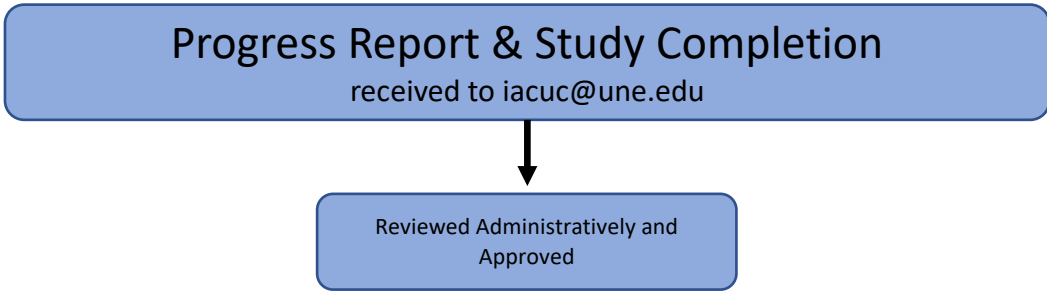 Progress Report & Study Completion
received to iacuc@une.edu
Reviewed Administratively and
Approved